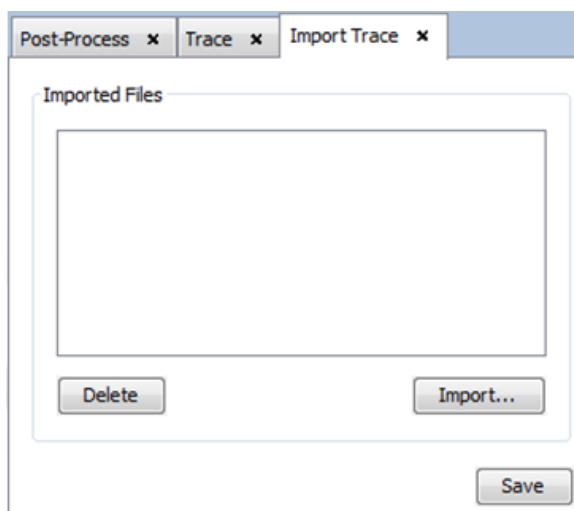 Post-Process × Trace × Import Trace ×
Imported Files
Delete Import...
Save